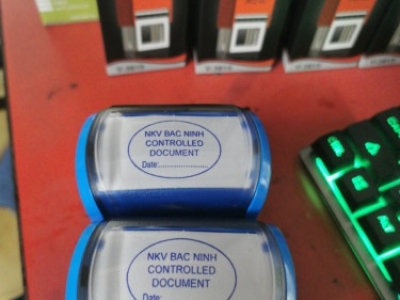 NKV BAC NINH
CONTROLLED
DOCUMENT
Date:....................
NKV BAC NINH
CONTROLLED
DOCUMENT
Date: